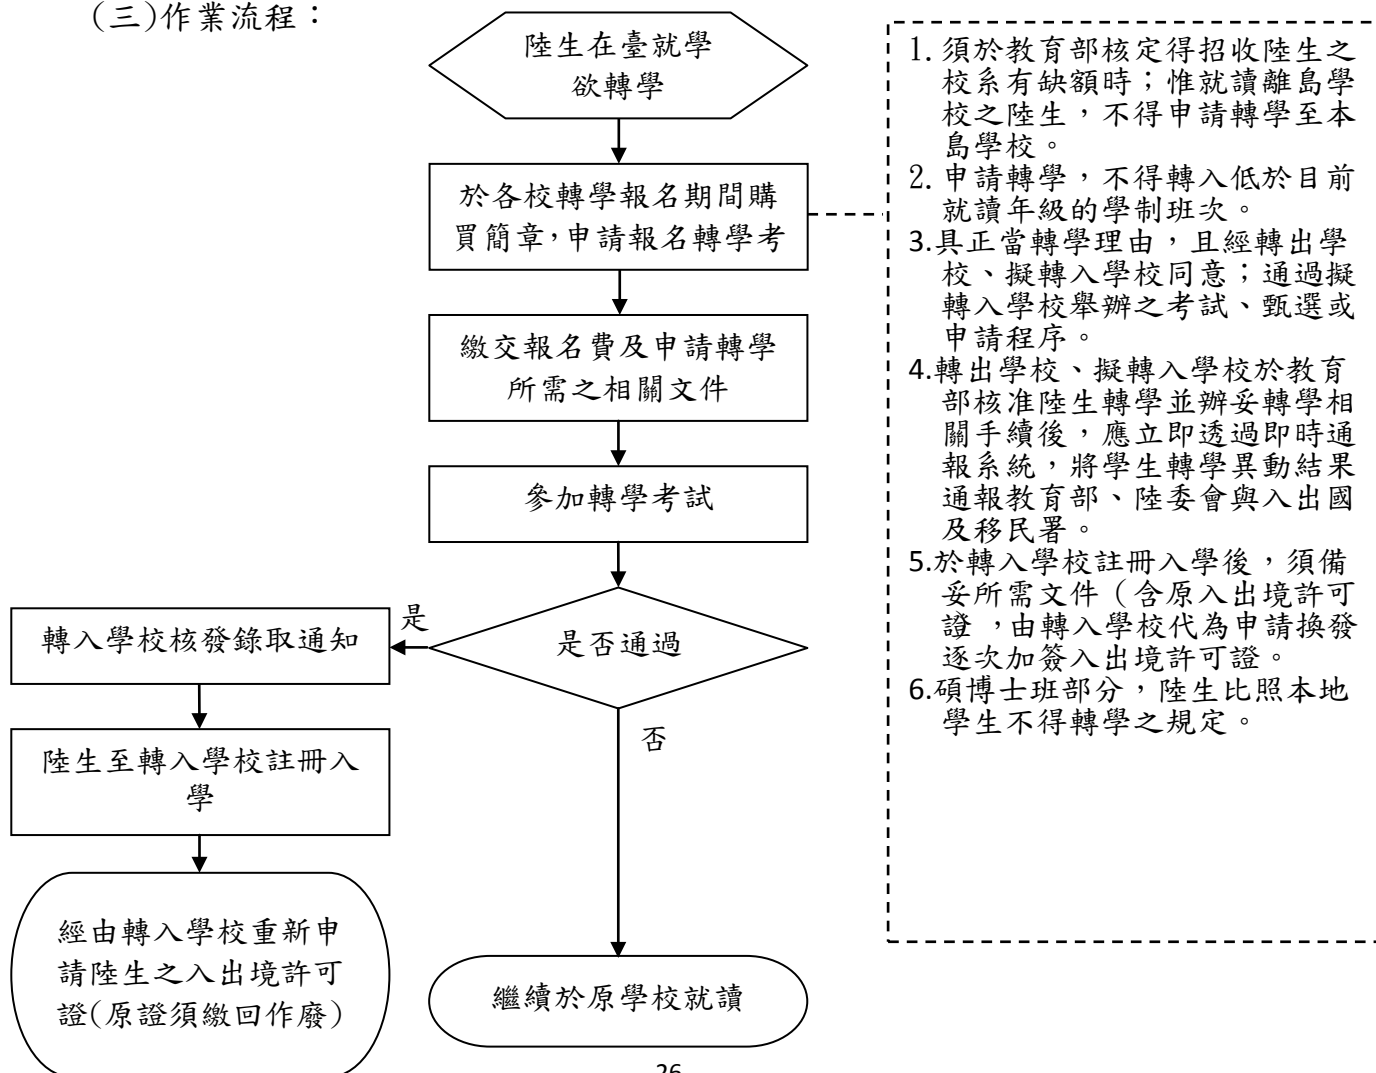 (三)作業流程：
陸生在臺就學
欲轉學
於各校轉學報名期間購
買簡章，申請報名轉學考
繳交報名費及申請轉學
所需之相關文件
參加轉學考試
是否通過
是
轉入學校核發錄取通知
陸生至轉入學校註冊入
學
經由轉入學校重新申
請陸生之入出境許可
證(原證須繳回作廢)
否
繼續於原學校就讀
1. 須於教育部核定得招收陸生之
校系有缺額時；惟就讀離島學
校之陸生，不得申請轉學至本
島學校。
2. 申請轉學，不得轉入低於目前
就讀年級的學制班次。
3.具正當轉學理由，且經轉出學
校、擬轉入學校同意；通過擬
轉入學校舉辦之考試、甄選或
申請程序。
4.轉出學校、擬轉入學校於教育
部核准陸生轉學並辦妥轉學相
關手續後，應立即透過即時通
報系統，將學生轉學異動結果
通報教育部、陸委會與入出國
及移民署。
5.於轉入學校註冊入學後，須備
妥所需文件（含原入出境許可
證 ，由轉入學校代為申請換發
逐次加簽入出境許可證。
6.碩博士班部分，陸生比照本地
學生不得轉學之規定。
26